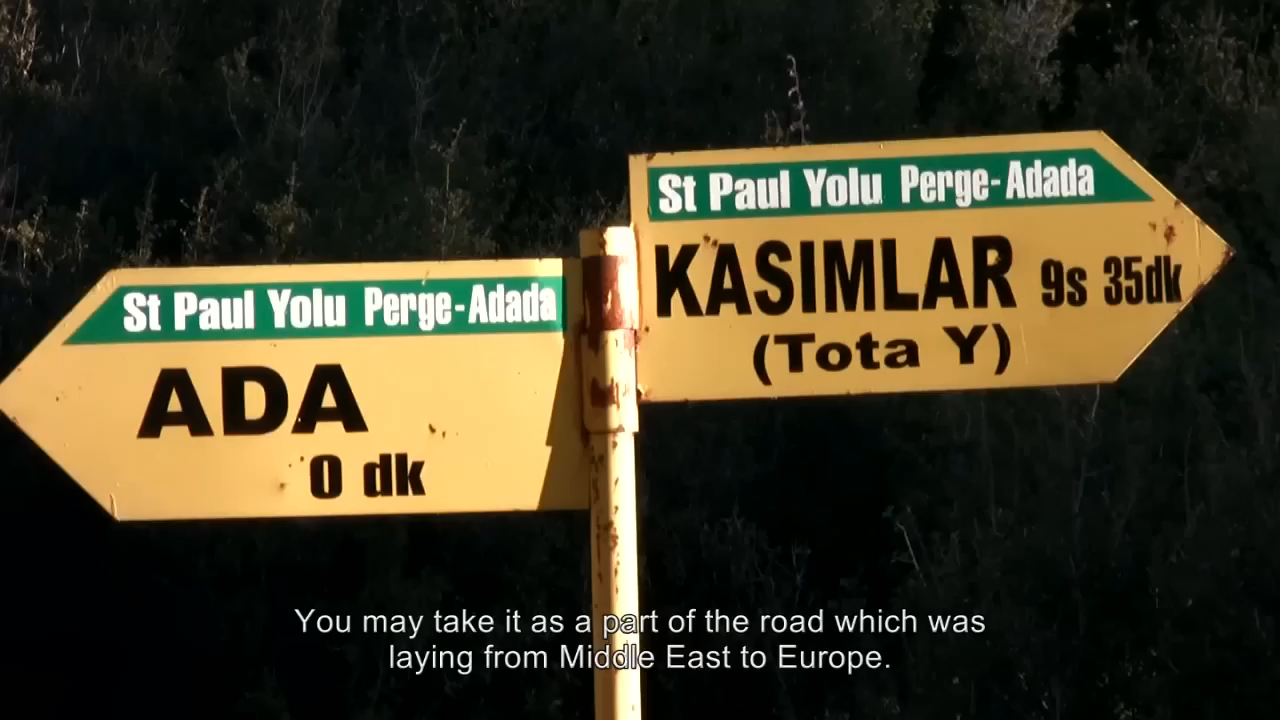 St Paul Yolu Perge-Adada
ADA
0 dk
St Paul Yolu Perge-Adada
KASIMLAR 9s 35dk
(Tota Y)
You may take it as a part of the road which was
laying from Middle East to Europe.